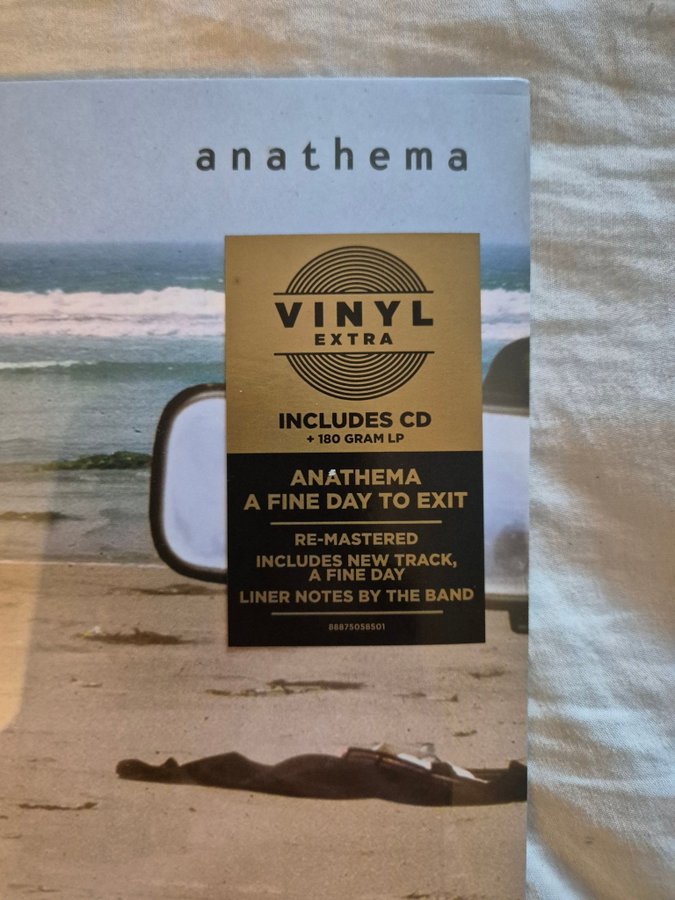 anathema
VINYL
EXTRA
INCLUDES CD
+ 180 GRAM LP
ANATHEMA
A FINE DAY TO EXIT
RE-MASTERED
INCLUDES NEW TRACK,
A FINE DAY
LINER NOTES BY THE BAND
88875058501